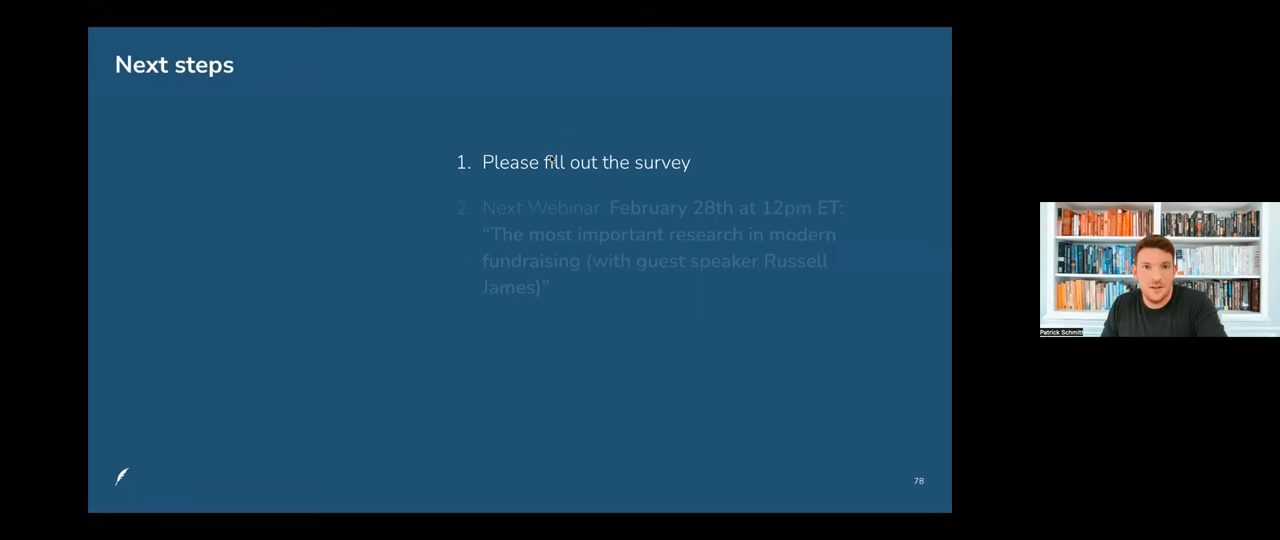 Next steps
1. Please fill out the survey
2. Next Webinar: February 28th at 12pm ET:
“The most important research in modern
fundraising (with guest speaker Russell
James)”
Patrick Schmitt
78